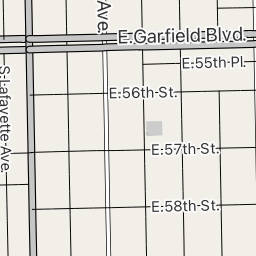 Ave.
E.Garfield Blvd.
E.55th Pl.
E.56th St.
S.Lafayette Ave.
E.57th St.
E.58th St.